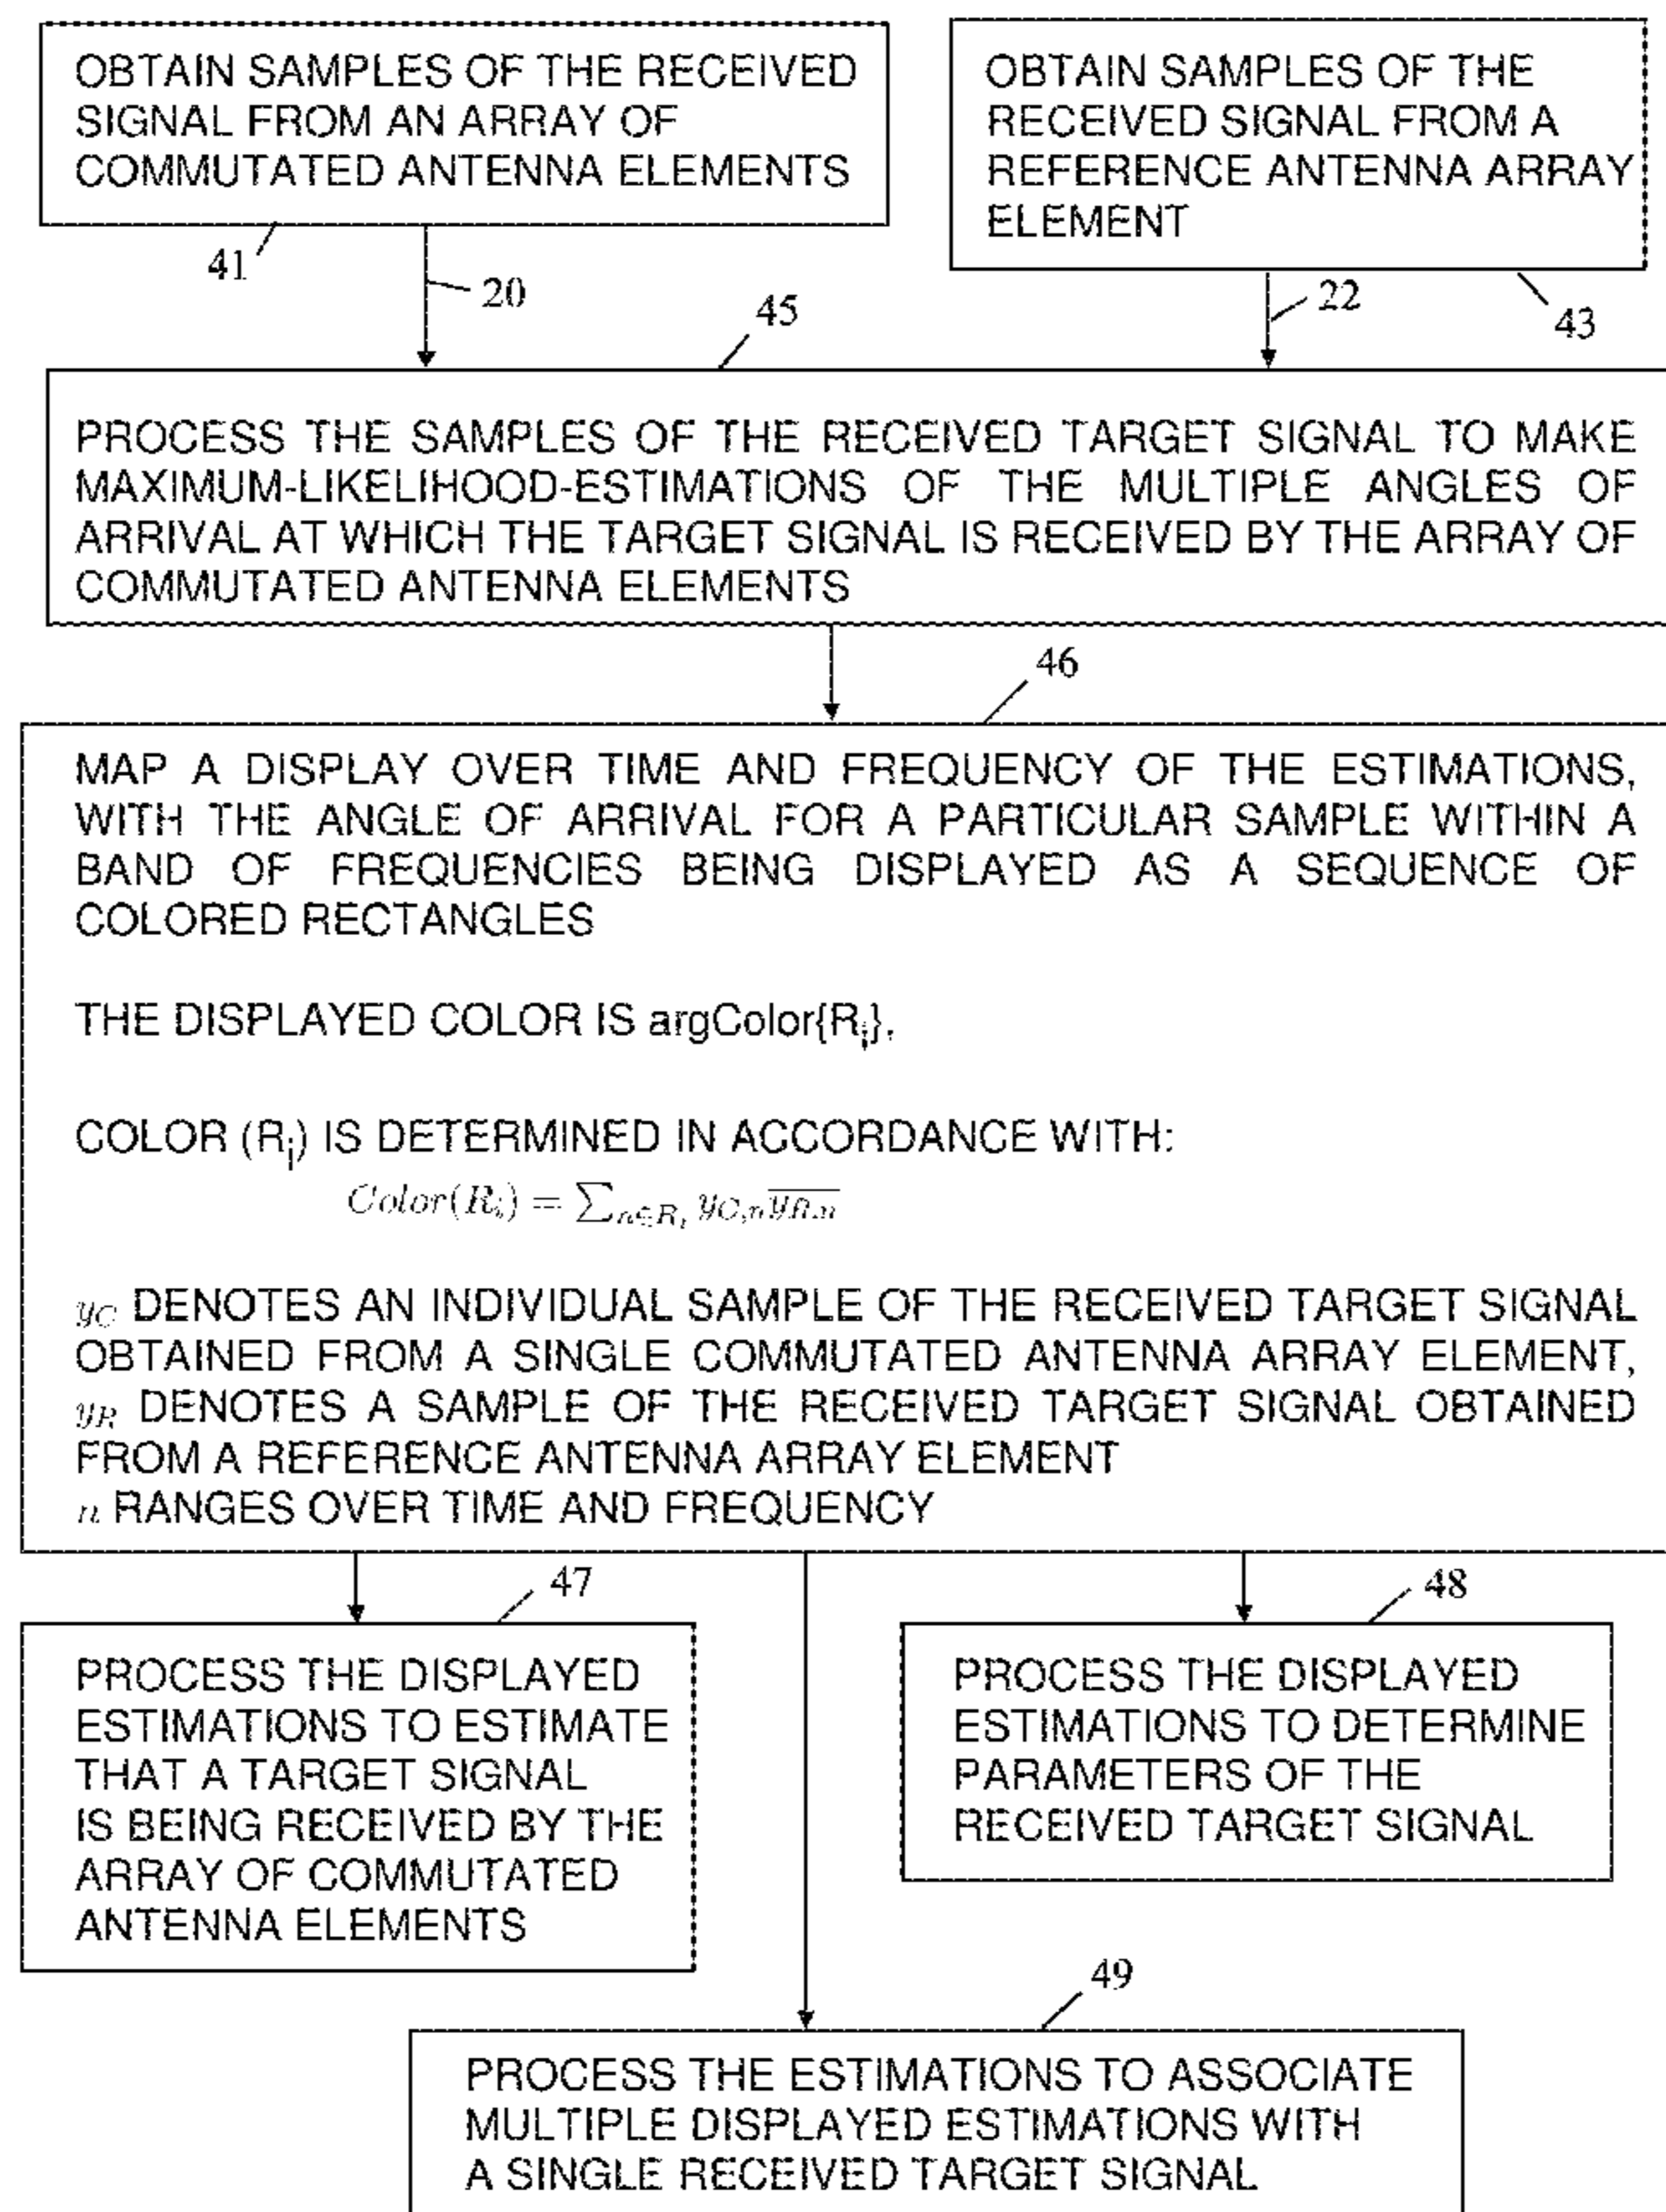 OBTAIN SAMPLES OF THE RECEIVED
SIGNAL FROM AN ARRAY OF
COMMUTATED ANTENNA ELEMENTS
41
20
OBTAIN SAMPLES OF THE
RECEIVED SIGNAL FROM A
REFERENCE ANTENNA ARRAY
ELEMENT
22
43
45
PROCESS THE SAMPLES OF THE RECEIVED TARGET SIGNAL TO MAKE
MAXIMUM-LIKELIHOOD-ESTIMATIONS OF THE MULTIPLE ANGLES OF
ARRIVAL AT WHICH THE TARGET SIGNAL IS RECEIVED BY THE ARRAY OF
COMMUTATED ANTENNA ELEMENTS
46
MAP A DISPLAY OVER TIME AND FREQUENCY OF THE ESTIMATIONS,
WITH THE ANGLE OF ARRIVAL FOR A PARTICULAR SAMPLE WITHIN A
BAND OF FREQUENCIES BEING DISPLAYED AS A SEQUENCE OF
COLORED RECTANGLES
THE DISPLAYED COLOR IS argColor{R_i},
COLOR (R_i) IS DETERMINED IN ACCORDANCE WITH:
Color(R_i) = ∑_{n∈R_i} y_{C,n} \overline{y_{R,n}}
y_C DENOTES AN INDIVIDUAL SAMPLE OF THE RECEIVED TARGET SIGNAL
OBTAINED FROM A SINGLE COMMUTATED ANTENNA ARRAY ELEMENT,
y_R DENOTES A SAMPLE OF THE RECEIVED TARGET SIGNAL OBTAINED
FROM A REFERENCE ANTENNA ARRAY ELEMENT
n RANGES OVER TIME AND FREQUENCY
47
PROCESS THE DISPLAYED
ESTIMATIONS TO ESTIMATE
THAT A TARGET SIGNAL
IS BEING RECEIVED BY THE
ARRAY OF COMMUTATED
ANTENNA ELEMENTS
48
PROCESS THE DISPLAYED
ESTIMATIONS TO DETERMINE
PARAMETERS OF THE
RECEIVED TARGET SIGNAL
49
PROCESS THE ESTIMATIONS TO ASSOCIATE
MULTIPLE DISPLAYED ESTIMATIONS WITH
A SINGLE RECEIVED TARGET SIGNAL